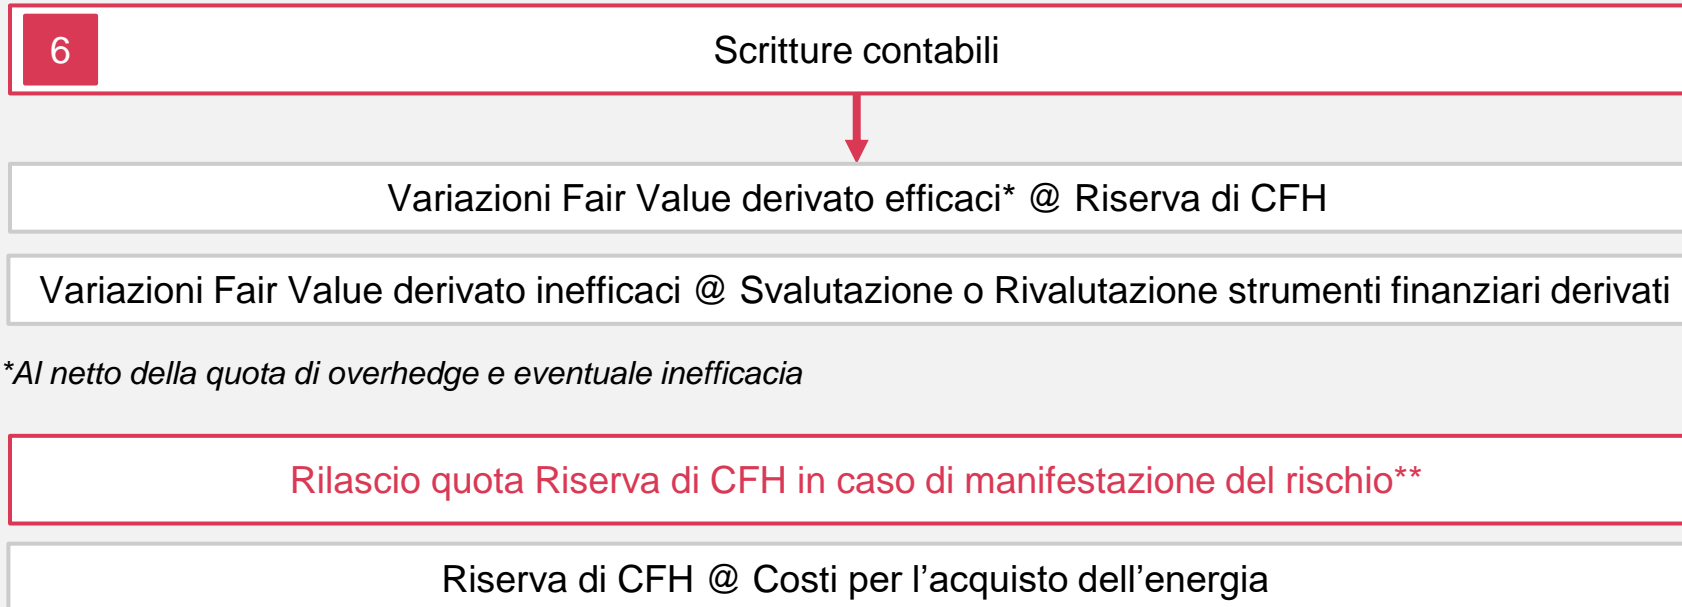 6
Scritture contabili
Variazioni Fair Value derivato efficaci* @ Riserva di CFH
Variazioni Fair Value derivato inefficaci @ Svalutazione o Rivalutazione strumenti finanziari derivati
*Al netto della quota di overhedge e eventuale inefficacia
Rilascio quota Riserva di CFH in caso di manifestazione del rischio**
Riserva di CFH @ Costi per l’acquisto dell’energia